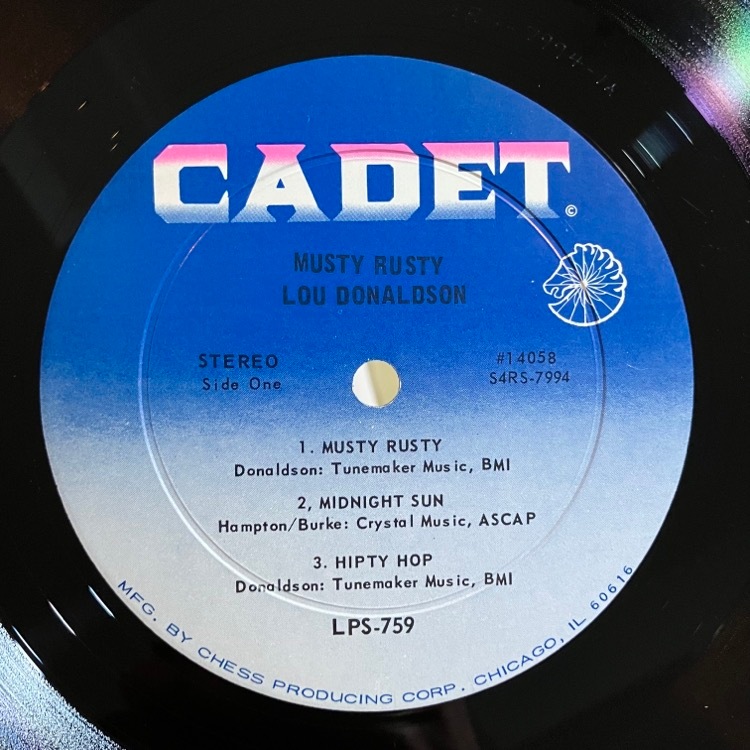 CADET
©
MUSTY RUSTY
LOU DONALDSON
STEREO
Side One
#14058
S4RS-7994
1. MUSTY RUSTY
Donaldson: Tunemaker Music, BMI
2, MIDNIGHT SUN
Hampton/Burke: Crystal Music, ASCAP
3. HIPTY HOP
Donaldson: Tunemaker Music, BMI
LPS-759
MFG. BY CHESS PRODUCING CORP. CHICAGO, IL 60616